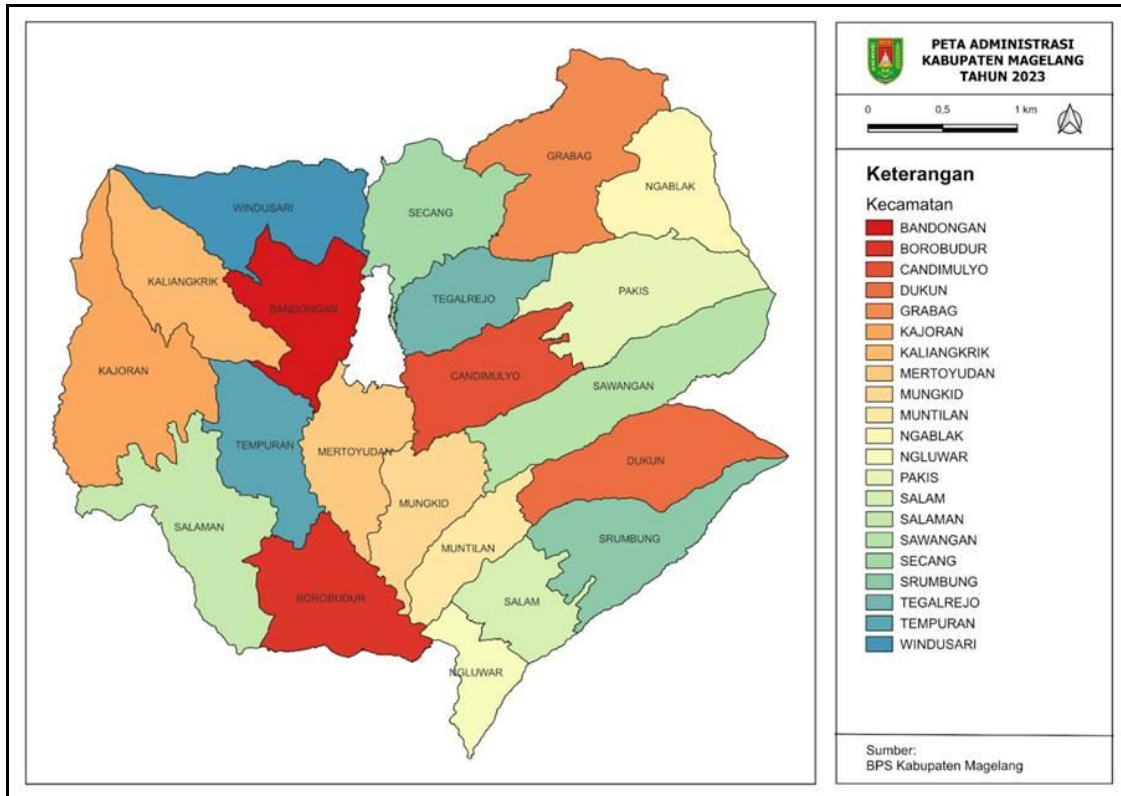 PETA ADMINISTRASI
KABUPATEN MAGELANG
TAHUN 2023
0 0,5 1 km
Keterangan
Kecamatan
BANDONGAN
BOROBUDUR
CANDIMULYO
DUKUN
GRABAG
KAJORAN
KALIANGKRIK
MERTOYUDAN
MUNGKID
MUNTILAN
NGABLAK
NGLUWAR
PAKIS
SALAM
SALAMAN
SAWANGAN
SECANG
SRUMBUNG
TEGALREJO
TEMPURAN
WINDUSARI
Sumber:
BPS Kabupaten Magelang
GRABAG
NGABLAK
WINDUSARI
SECANG
KALIANGKRIK
PAKIS
TEGALREJO
BANDONGAN
KAJORAN
CANDIMULYO
SAWANGAN
TEMPURAN
MERTOYUDAN
DUKUN
MUNGKID
SALAMAN
SRUMBUNG
MUNTILAN
BOROBUDUR
SALAM
NGLUWAR